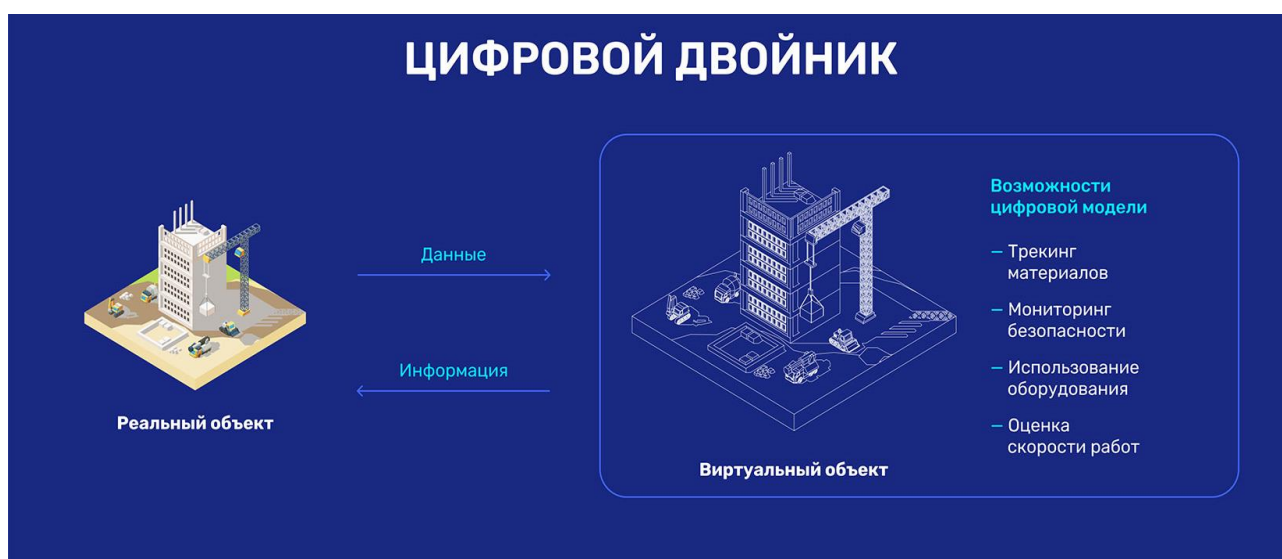 ЦИФРОВОЙ ДВОЙНИК
Данные
Информация
Реальный объект
Виртуальный объект
Возможности
цифровой модели
— Трекинг
материалов
— Мониторинг
безопасности
— Использование
оборудования
— Оценка
скорости работ